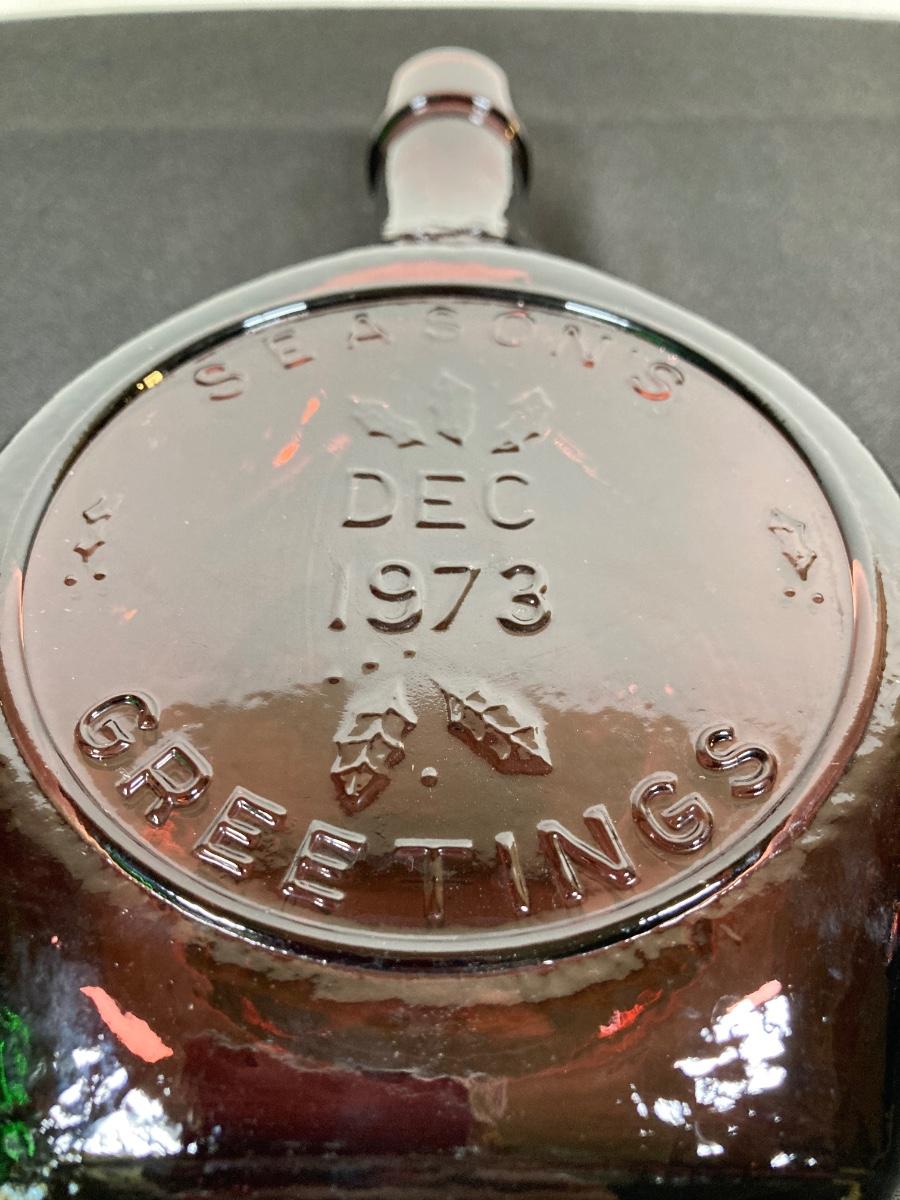 SEASON'S
DEC
1973
GREETINGS